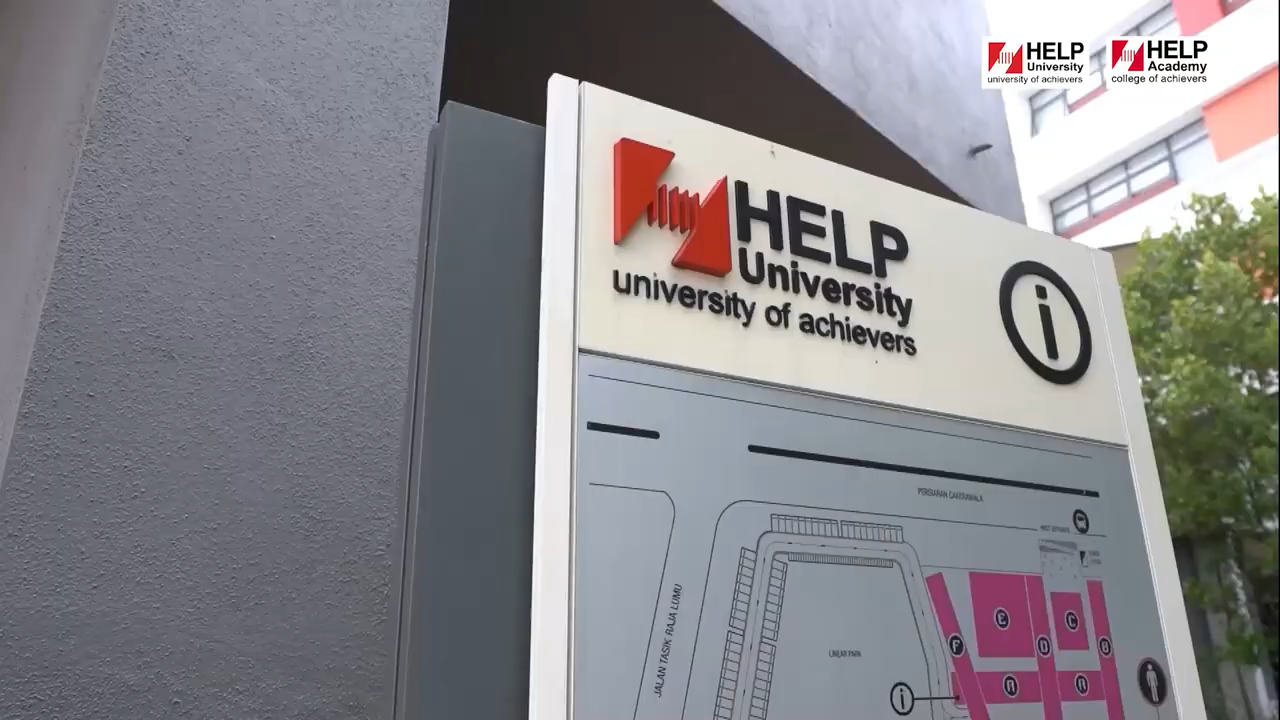 HELP
University
university of achievers
HELP
Academy
college of achievers
HELP
University
university of achievers
i
PERSIARAN CAKERAWALA
JALAN TASIK RAJA LUMU
LINEAR PARK
E
C
F
D
B
A
A
i